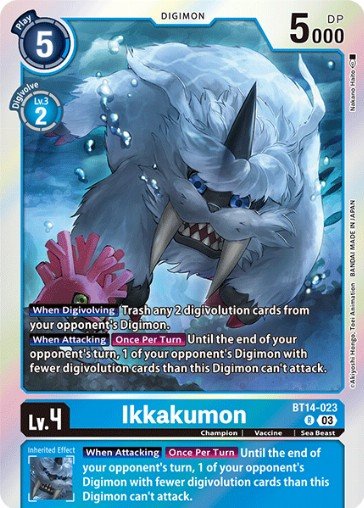 Play
5
DIGIMON
DP
5000
Digivolve
Lv.3
2
Nakano Haito
When Digivolving Trash any 2 digivolution cards from
your opponent's Digimon.
When Attacking Once Per Turn Until the end of
your opponent's turn, 1 of your opponent's Digimon with
fewer digivolution cards than this Digimon can't attack.
©Akiyoshi Hongo, Toei Animation BANDAI MADE IN JAPAN
Lv.4
Ikkakumon
BT14-023
R 03
Champion | Vaccine | Sea Beast
Inherited Effect
When Attacking Once Per Turn Until the end of
your opponent's turn, 1 of your opponent's
Digimon with fewer digivolution cards than this
Digimon can't attack.